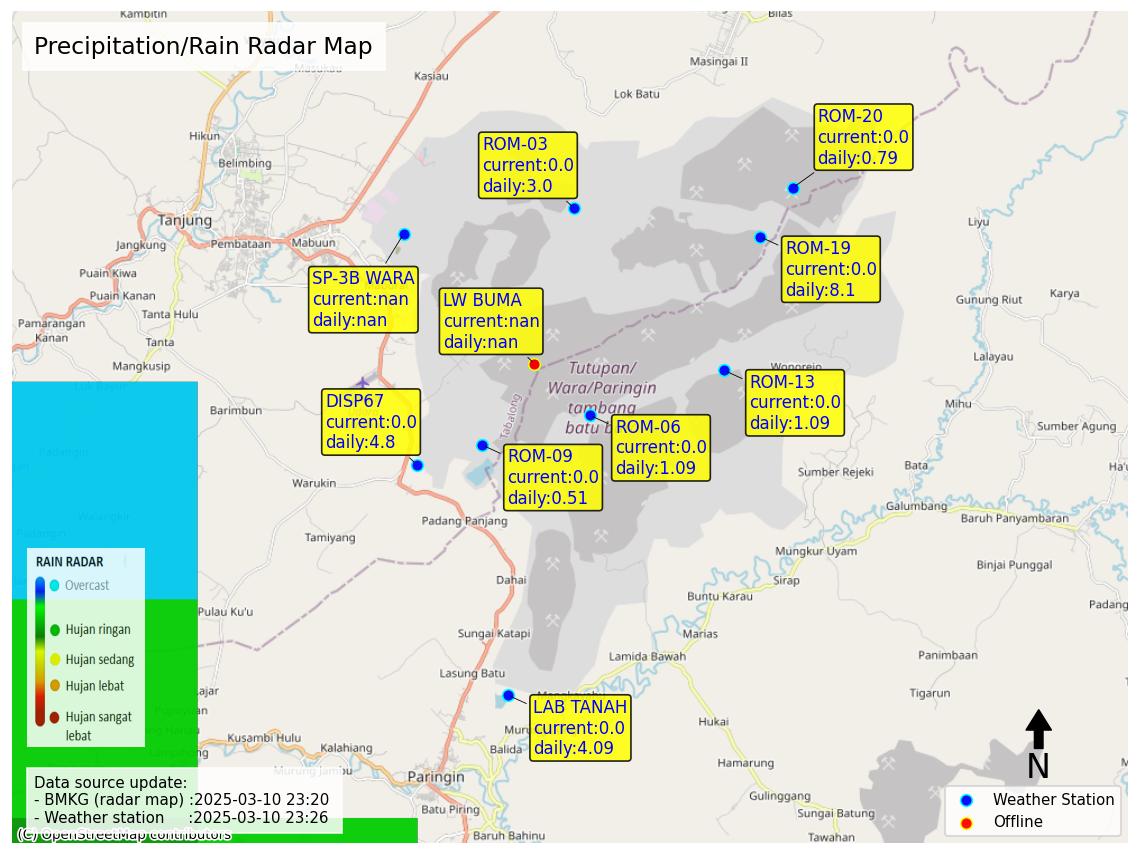 Kambitin
Bilas
Precipitation/Rain Radar Map
Masukau
Kasiau
Masingai II
Lok Batu
Hikun
Belimbing
ROM-03
current:0.0
daily:3.0
ROM-20
current:0.0
daily:0.79
Tanjung
Jangkung
Pembataan
Mabuun
Liyu
Puain Kiwa
Puain Kanan
Tanta Hulu
Pamarangan
Kanan
Tanta
Mangkusip
SP-3B WARA
current:nan
daily:nan
LW BUMA
current:nan
daily:nan
ROM-19
current:0.0
daily:8.1
Gunung Riut
Karya
Lalayau
Wonorejo
Tutupan/
Wara/Paringin
tambang
batu b
Tabalong
Barimbun
DISP67
current:0.0
daily:4.8
ROM-13
current:0.0
daily:1.09
Mihu
Sumber Agung
ROM-06
current:0.0
daily:1.09
ROM-09
current:0.0
daily:0.51
Sumber Rejeki
Bata
Ha'u
Warukin
Galumbang
Padang Panjang
Baruh Panyambaran
Tamiyang
Mungkur Uyam
Binjai Punggal
RAIN RADAR
Overcast
Hujan ringan
Hujan sedang
Hujan lebat
Hujan sangat
lebat
Dahai
Sirap
Buntu Karau
Padang
Pulau Ku'u
Sungai Katapi
Marias
Lamida Bawah
Panimbaan
Lasung Batu
Tigarun
LAB TANAH
current:0.0
daily:4.09
Hukai
Kusambi Hulu
Kalahiang
Balida
Murung Jambu
Paringin
Hamarung
N
Data source update:
- BMKG (radar map) :2025-03-10 23:20
- Weather station :2025-03-10 23:26
Batu Piring
Gulinggang
Sungai Batung
Weather Station
Offline
(C) OpenStreetMap contributors
Baruh Bahinu
Tawahan